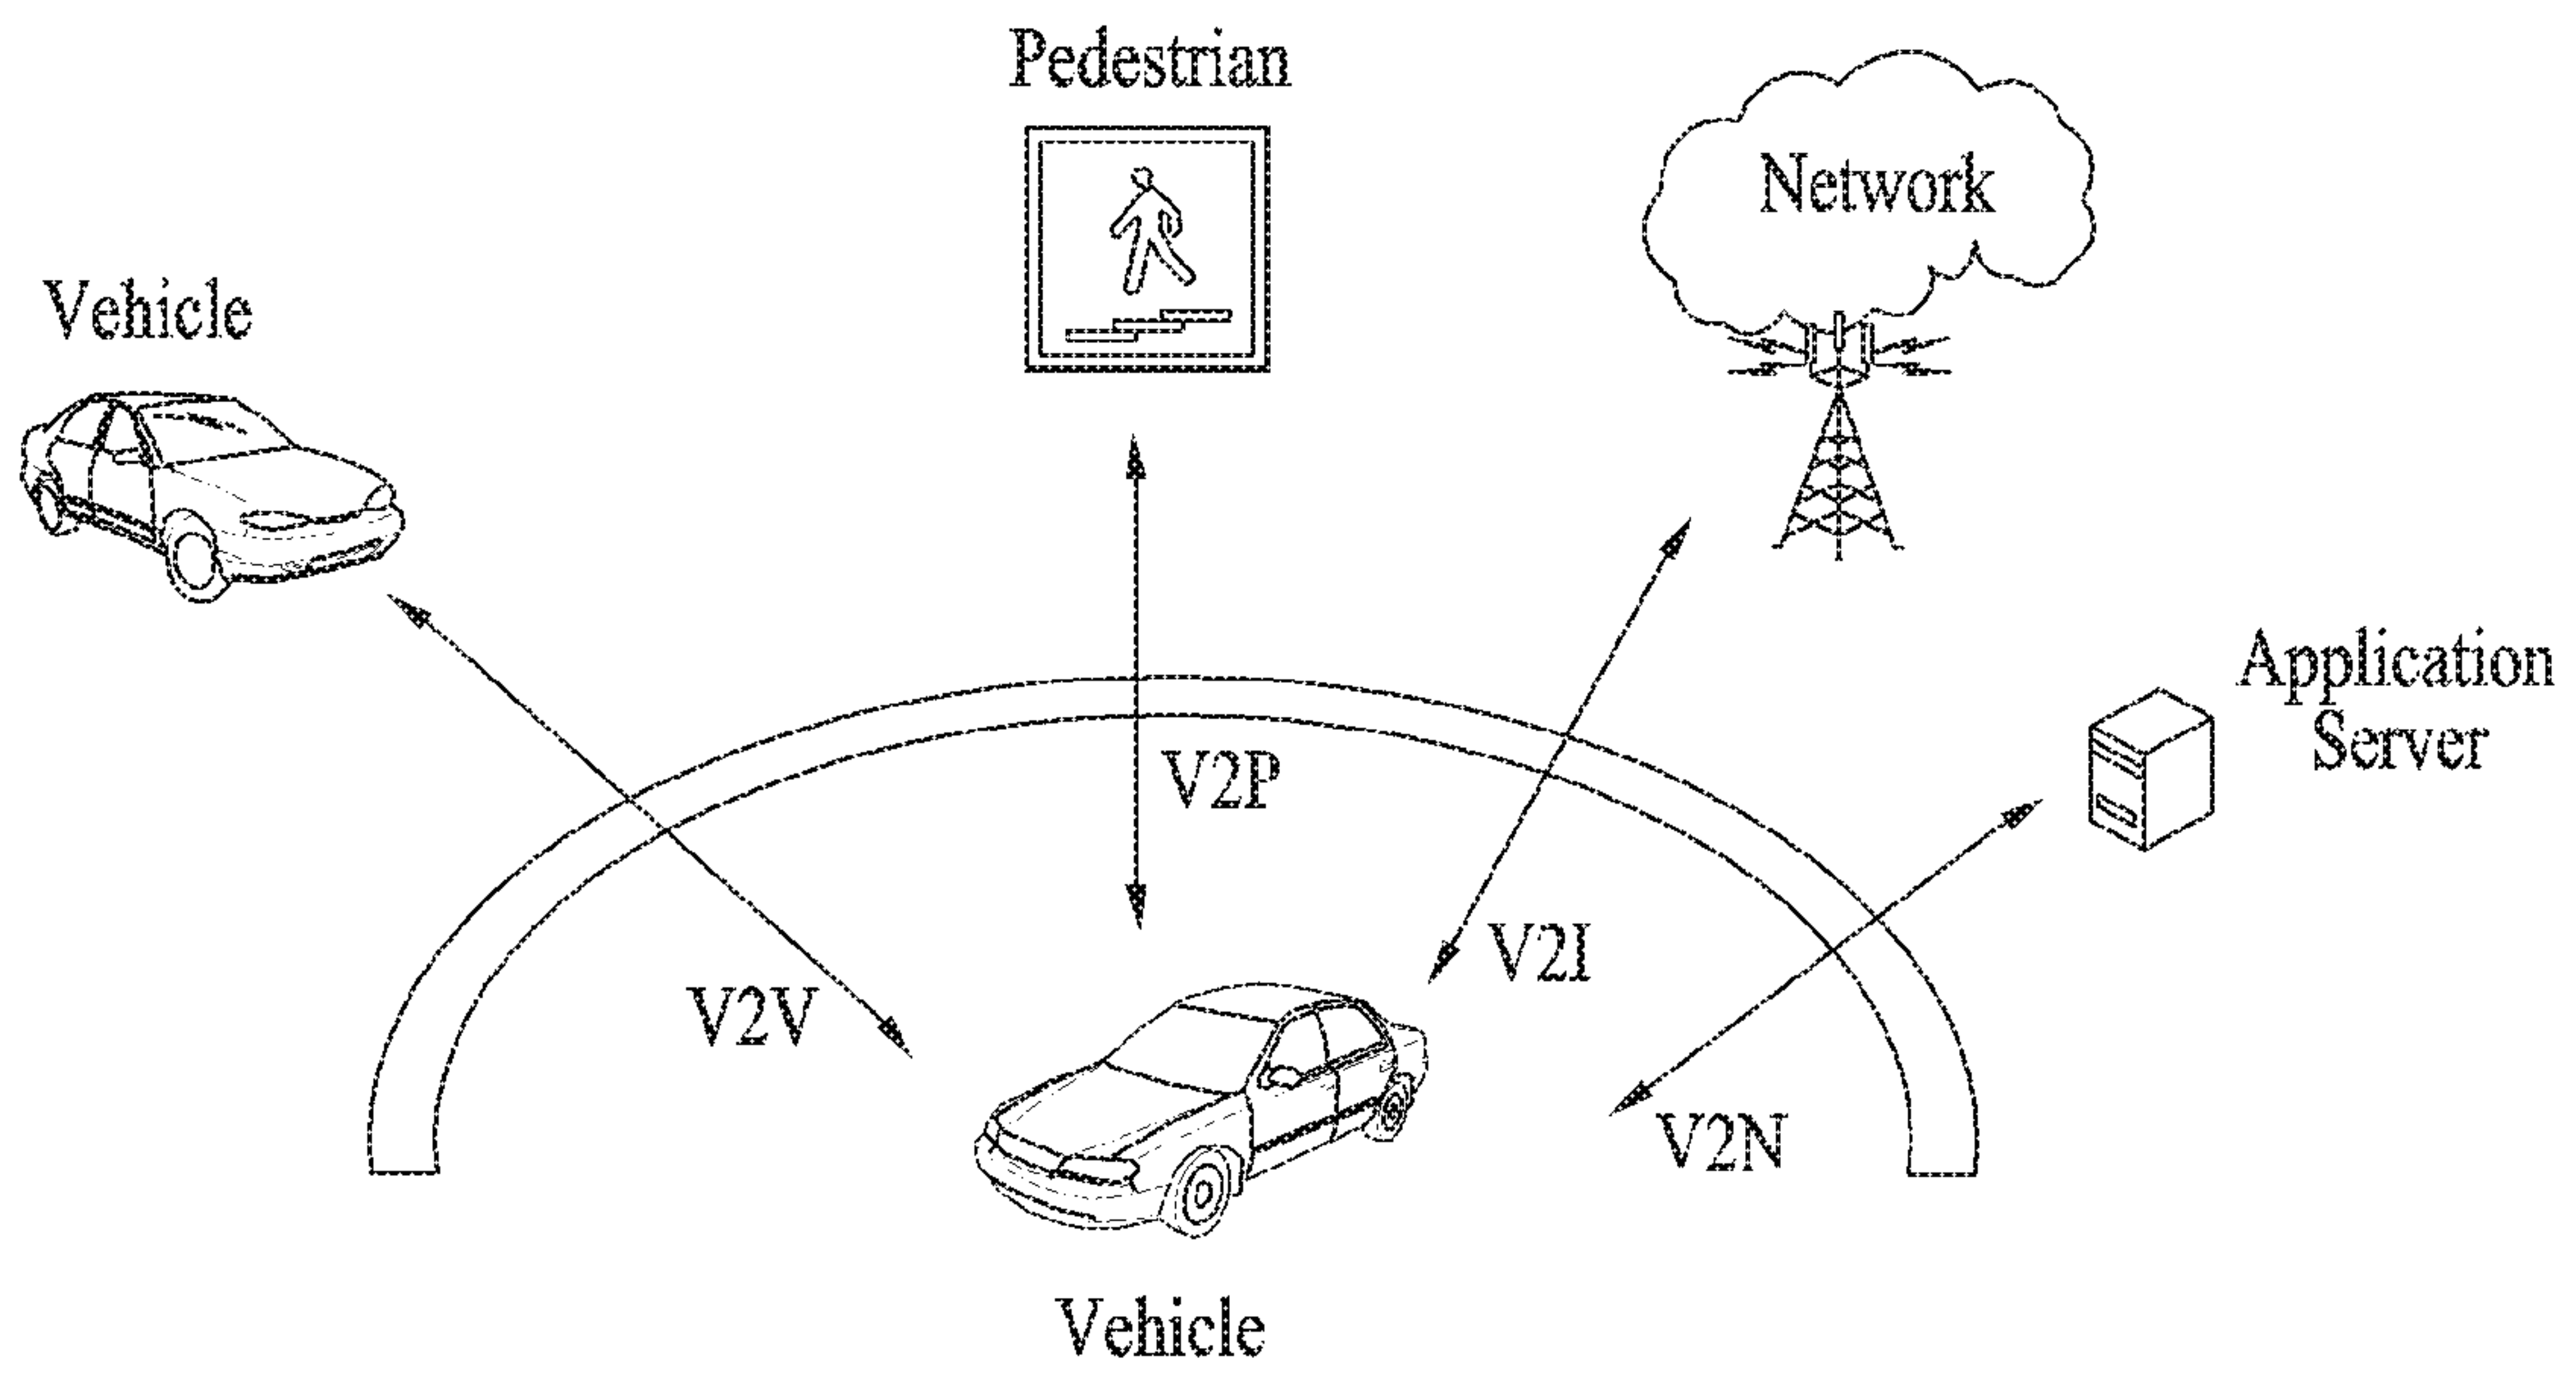 Pedestrian
Network
Vehicle
Application
Server
V2P
V2I
V2V
V2N
Vehicle